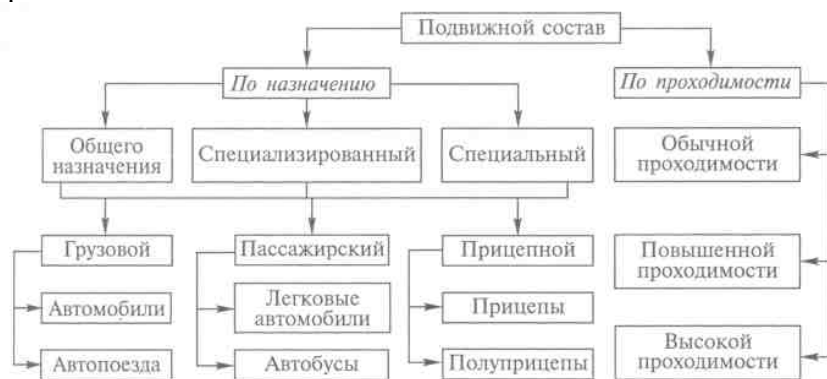 Подвижной состав
По назначению
По проходимости
Общего
назначения
Специализированный
Специальный
Обычной
проходимости
Грузовой
Пассажирский
Прицепной
Повышенной
проходимости
Автомобили
Легковые
автомобили
Прицепы
Автопоезда
Автобусы
Полуприцепы
Высокой
проходимости